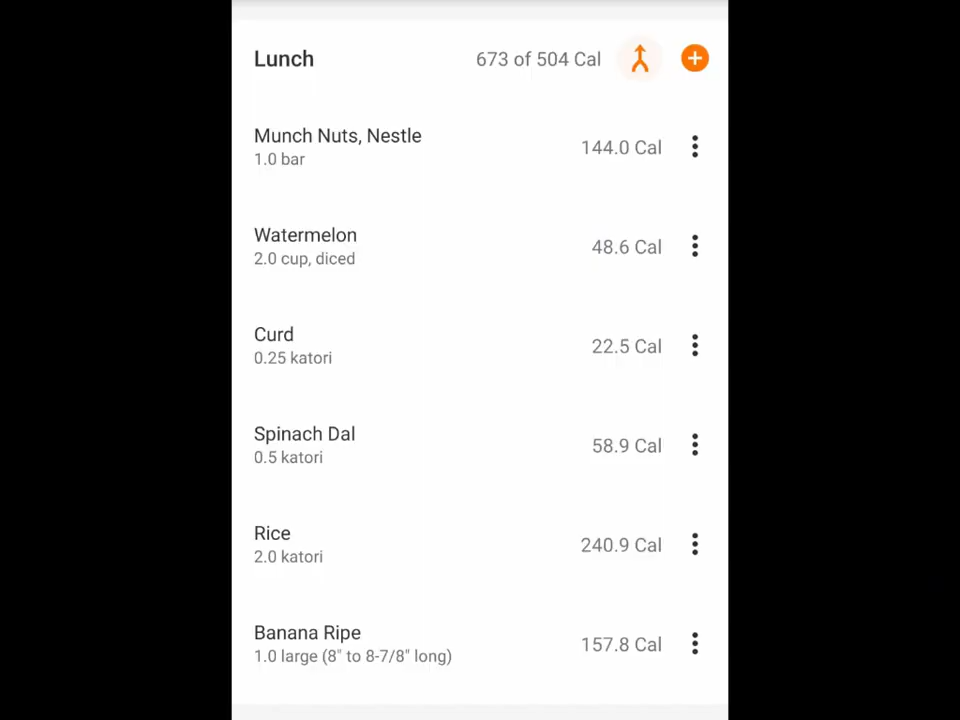 Lunch 673 of 504 Cal
Munch Nuts, Nestle
1.0 bar
144.0 Cal
Watermelon
2.0 cup, diced
48.6 Cal
Curd
0.25 katori
22.5 Cal
Spinach Dal
0.5 katori
58.9 Cal
Rice
2.0 katori
240.9 Cal
Banana Ripe
1.0 large (8" to 8-7/8" long)
157.8 Cal